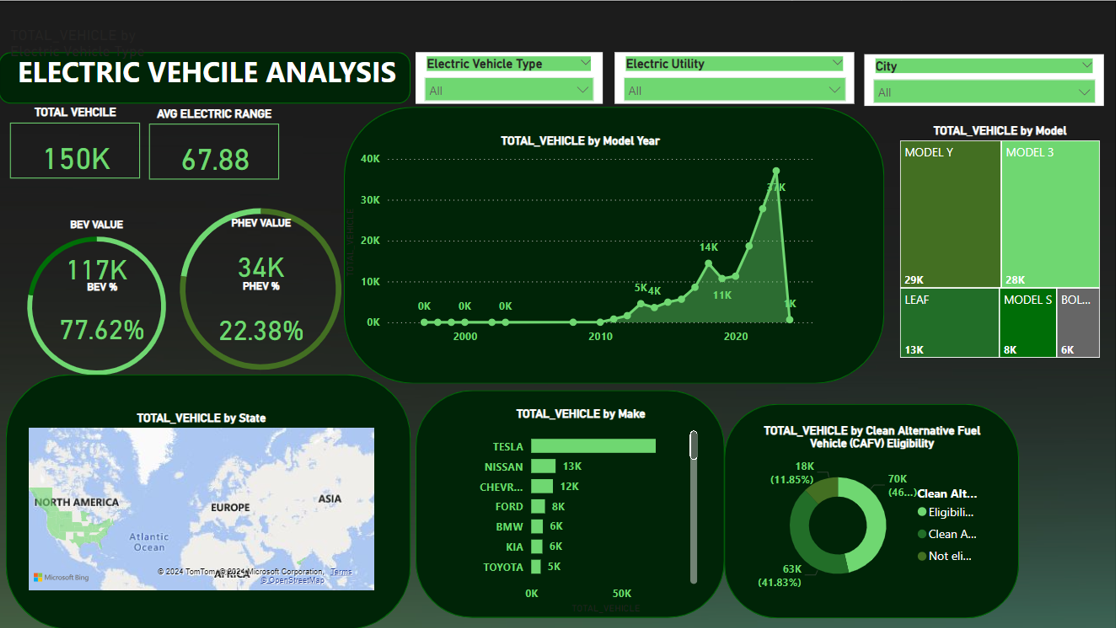 TOTAL_VEHICLE by
Electric Vehicle Type
ELECTRIC VEHCILE ANALYSIS
Electric Vehicle Type
All
Electric Utility
All
City
All
TOTAL VEHCILE
150K
AVG ELECTRIC RANGE
67.88
BEV VALUE
117K
BEV %
77.62%
PHEV VALUE
34K
PHEV %
22.38%
TOTAL_VEHICLE by Model Year
40K
30K
20K
10K
0K
0K
0K
0K
5K
4K
14K
11K
37K
1K
2000
2010
2020
TOTAL_VEHICLE by Model
MODEL Y
29K
MODEL 3
28K
LEAF
13K
MODEL S
8K
BOL...
6K
TOTAL_VEHICLE by State
NORTH AMERICA
EUROPE
ASIA
Atlantic
Ocean
AFRICA
Microsoft Bing
© 2024 TomTom, © 2024 Microsoft Corporation, Terms
© OpenStreetMap
TOTAL_VEHICLE by Make
TESLA
NISSAN 13K
CHEVR... 12K
FORD 8K
BMW 6K
KIA 6K
TOYOTA 5K
0K 50K
TOTAL_VEHICLE
TOTAL_VEHICLE by Clean Alternative Fuel
Vehicle (CAFV) Eligibility
18K
(11.85%)
70K
(46...)
63K
(41.83%)
Clean Alt...
Eligibili...
Clean A...
Not eli...